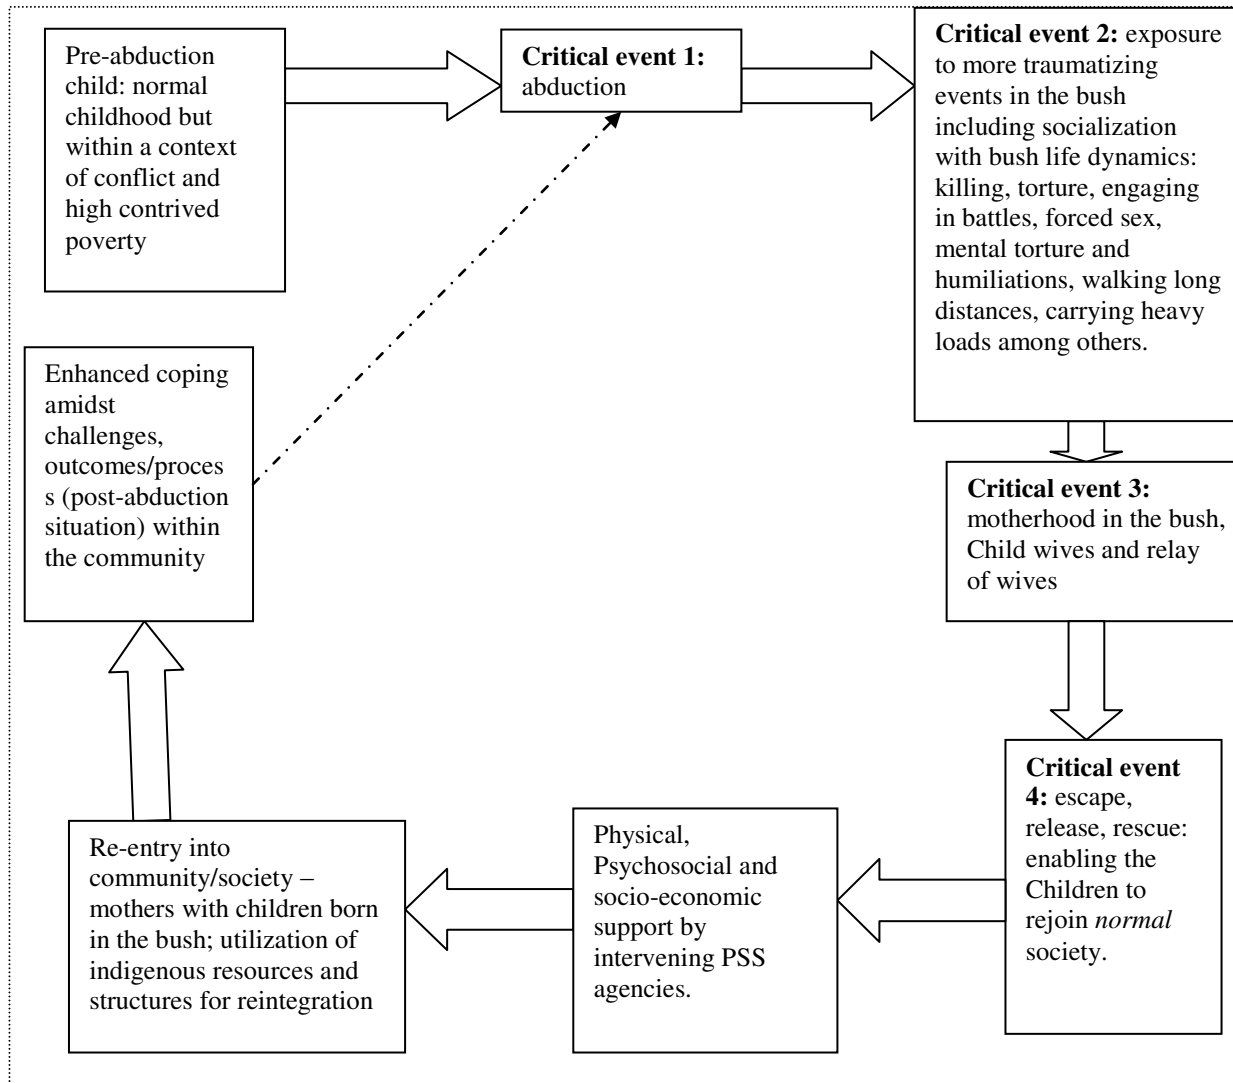 Pre-abduction
child: normal
childhood but
within a context
of conflict and
high contrived
poverty
Critical event 1:
abduction
Critical event 2: exposure
to more traumatizing
events in the bush
including socialization
with bush life dynamics:
killing, torture, engaging
in battles, forced sex,
mental torture and
humiliations, walking long
distances, carrying heavy
loads among others.
Critical event 3:
motherhood in the bush,
Child wives and relay
of wives
Critical event
4: escape,
release, rescue:
enabling the
Children to
rejoin normal
society.
Physical,
Psychosocial and
socio-economic
support by
intervening PSS
agencies.
Re-entry into
community/society –
mothers with children born
in the bush; utilization of
indigenous resources and
structures for reintegration
Enhanced coping
amidst
challenges,
outcomes/proces
s (post-abduction
situation) within
the community